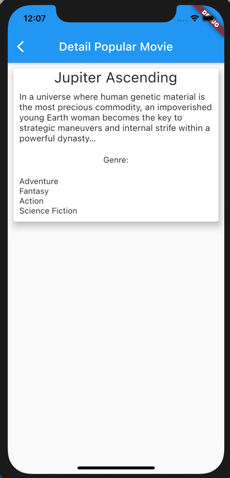 12:07
Detail Popular Movie
Jupiter Ascending
In a universe where human genetic material is
the most precious commodity, an impoverished
young Earth woman becomes the key to
strategic maneuvers and internal strife within a
powerful dynasty...
Genre:
Adventure
Fantasy
Action
Science Fiction